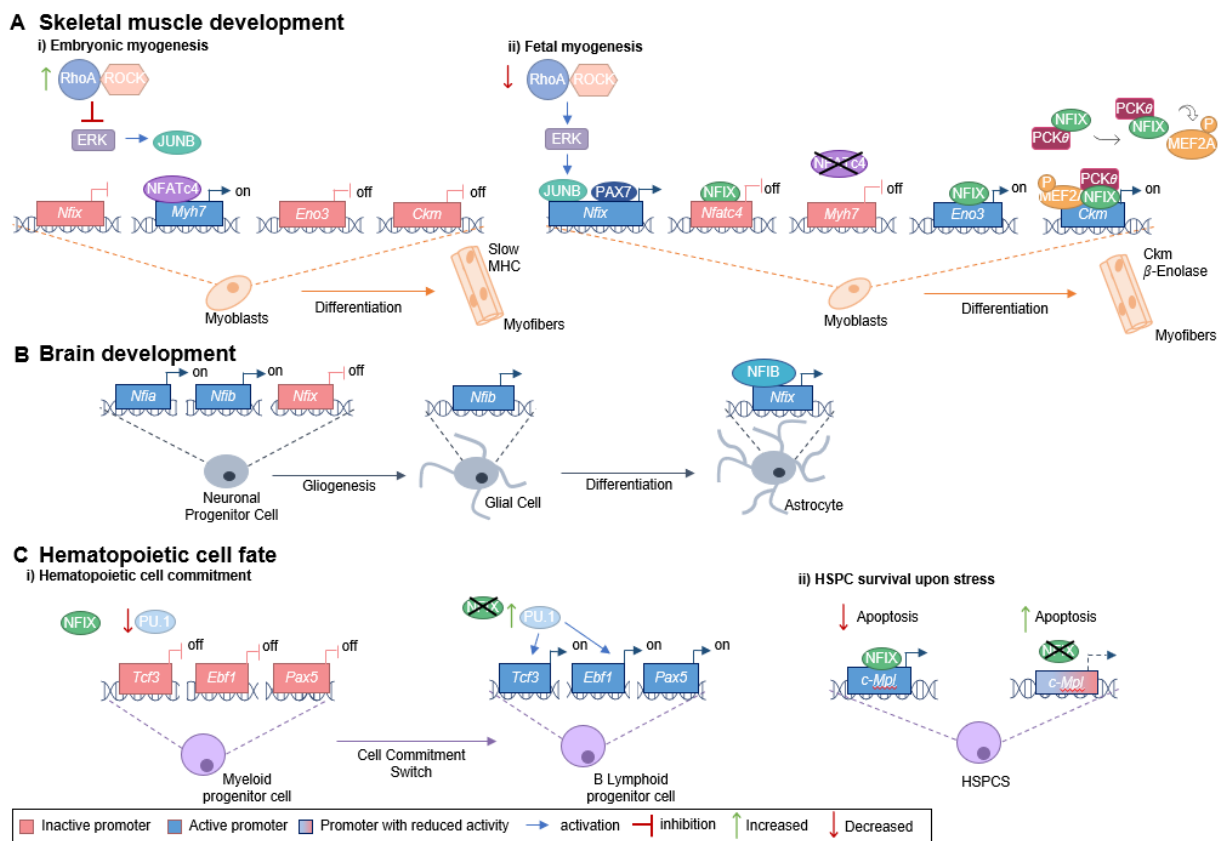 A Skeletal muscle development
i) Embryonic myogenesis
RhoA ROCK
ERK JUNB
NFATc4
on
off
off
Nfix Myh7 Eno3 Ckm
Slow
MHC
Myoblasts
Differentiation
Myofibers
ii) Fetal myogenesis
RhoA ROCK
ERK
JUNB PAX7
NFIX
off
NFATc4
off
NFIX
on
PCKθ NFIX
PCKθ
NFIX
P
MEF2A
P
MEF2A
PCKθ
NFIX
on
Nfix Nfatc4 Myh7 Eno3 Ckm
Ckm
β-Enolase
Myoblasts
Differentiation
Myofibers
B Brain development
on on off
Nfia Nfib Nfix
Nfib
NFIB
Nfix
Neuronal
Progenitor Cell
Gliogenesis
Glial Cell
Differentiation
Astrocyte
C Hematopoietic cell fate
i) Hematopoietic cell commitment
NFIX PU.1
off off off
Tcf3 Ebf1 Pax5
Myeloid
progenitor cell
Cell Commitment
Switch
NFIX PU.1
on on on
Tcf3 Ebf1 Pax5
B Lymphoid
progenitor cell
ii) HSPC survival upon stress
Apoptosis Apoptosis
NFIX NFIX
c-Mpl c-Mpl
HSPCS
Inactive promoter Active promoter Promoter with reduced activity activation inhibition Increased Decreased